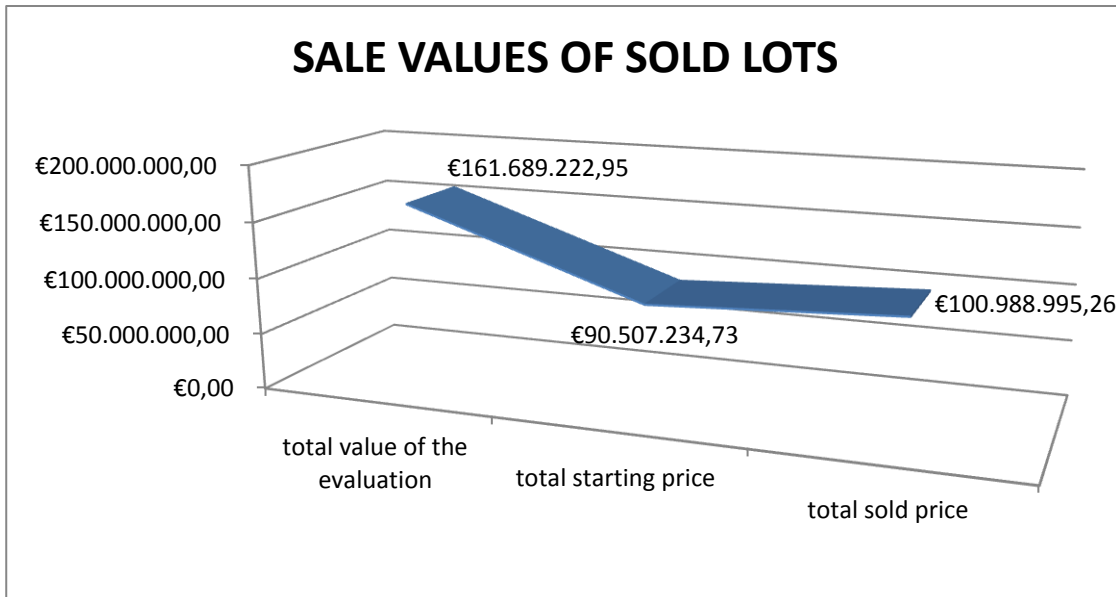 SALE VALUES OF SOLD LOTS
€200.000.000,00
€150.000.000,00
€100.000.000,00
€50.000.000,00
€0,00
€161.689.222,95
€90.507.234,73
€100.988.995,26
total value of the
evaluation
total starting price
total sold price